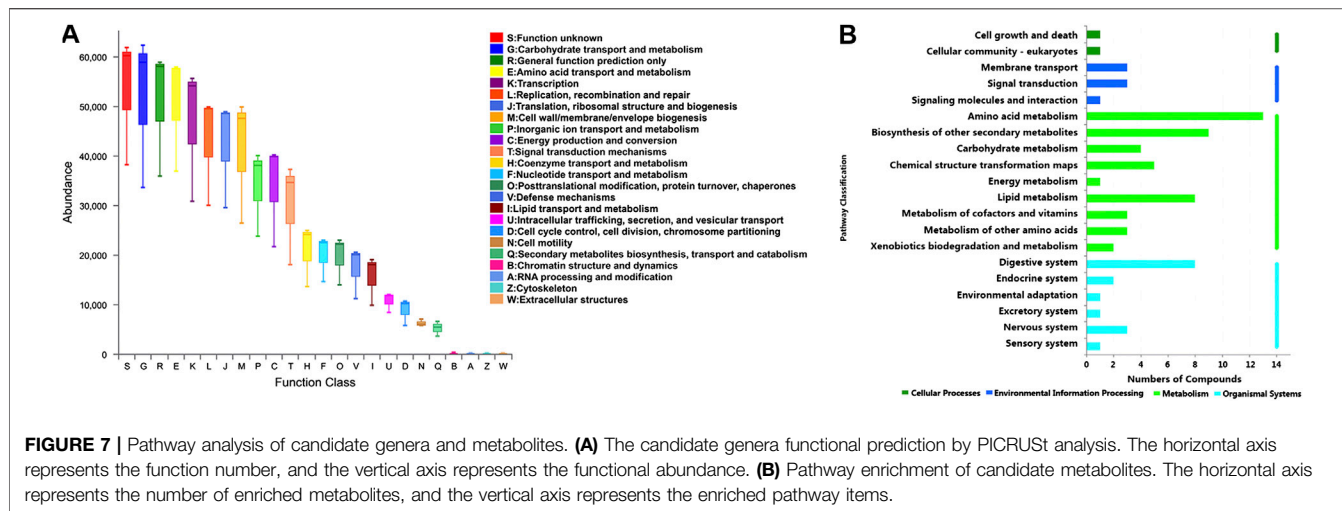 A
60,000
50,000
40,000
30,000
20,000
10,000
0
Abundance
S G R E K L J M P C T H F O V I U D N Q B A Z W
Function Class
S:Function unknown
G:Carbohydrate transport and metabolism
R:General function prediction only
E:Amino acid transport and metabolism
K:Transcription
L:Replication, recombination and repair
J:Translation, ribosomal structure and biogenesis
M:Cell wall/membrane/envelope biogenesis
P:Inorganic ion transport and metabolism
C:Energy production and conversion
T:Signal transduction mechanisms
H:Coenzyme transport and metabolism
F:Nucleotide transport and metabolism
O:Posttranslational modification, protein turnover, chaperones
V:Defense mechanisms
I:Lipid transport and metabolism
U:Intracellular trafficking, secretion, and vesicular transport
D:Cell cycle control, cell division, chromosome partitioning
N:Cell motility
Q:Secondary metabolites biosynthesis, transport and catabolism
B:Chromatin structure and dynamics
A:RNA processing and modification
Z:Cytoskeleton
W:Extracellular structures
B
Pathway Classification
Cell growth and death
Cellular community - eukaryotes
Membrane transport
Signal transduction
Signaling molecules and interaction
Amino acid metabolism
Biosynthesis of other secondary metabolites
Carbohydrate metabolism
Chemical structure transformation maps
Energy metabolism
Lipid metabolism
Metabolism of cofactors and vitamins
Metabolism of other amino acids
Xenobiotics biodegradation and metabolism
Digestive system
Endocrine system
Environmental adaptation
Excretory system
Nervous system
Sensory system
0 2 4 6 8 10 12 14
Numbers of Compounds
Cellular Processes Environmental Information Processing Metabolism Organismal Systems
FIGURE 7 | Pathway analysis of candidate genera and metabolites. (A) The candidate genera functional prediction by PICRUSt analysis. The horizontal axis
represents the function number, and the vertical axis represents the functional abundance. (B) Pathway enrichment of candidate metabolites. The horizontal axis
represents the number of enriched metabolites, and the vertical axis represents the enriched pathway items.